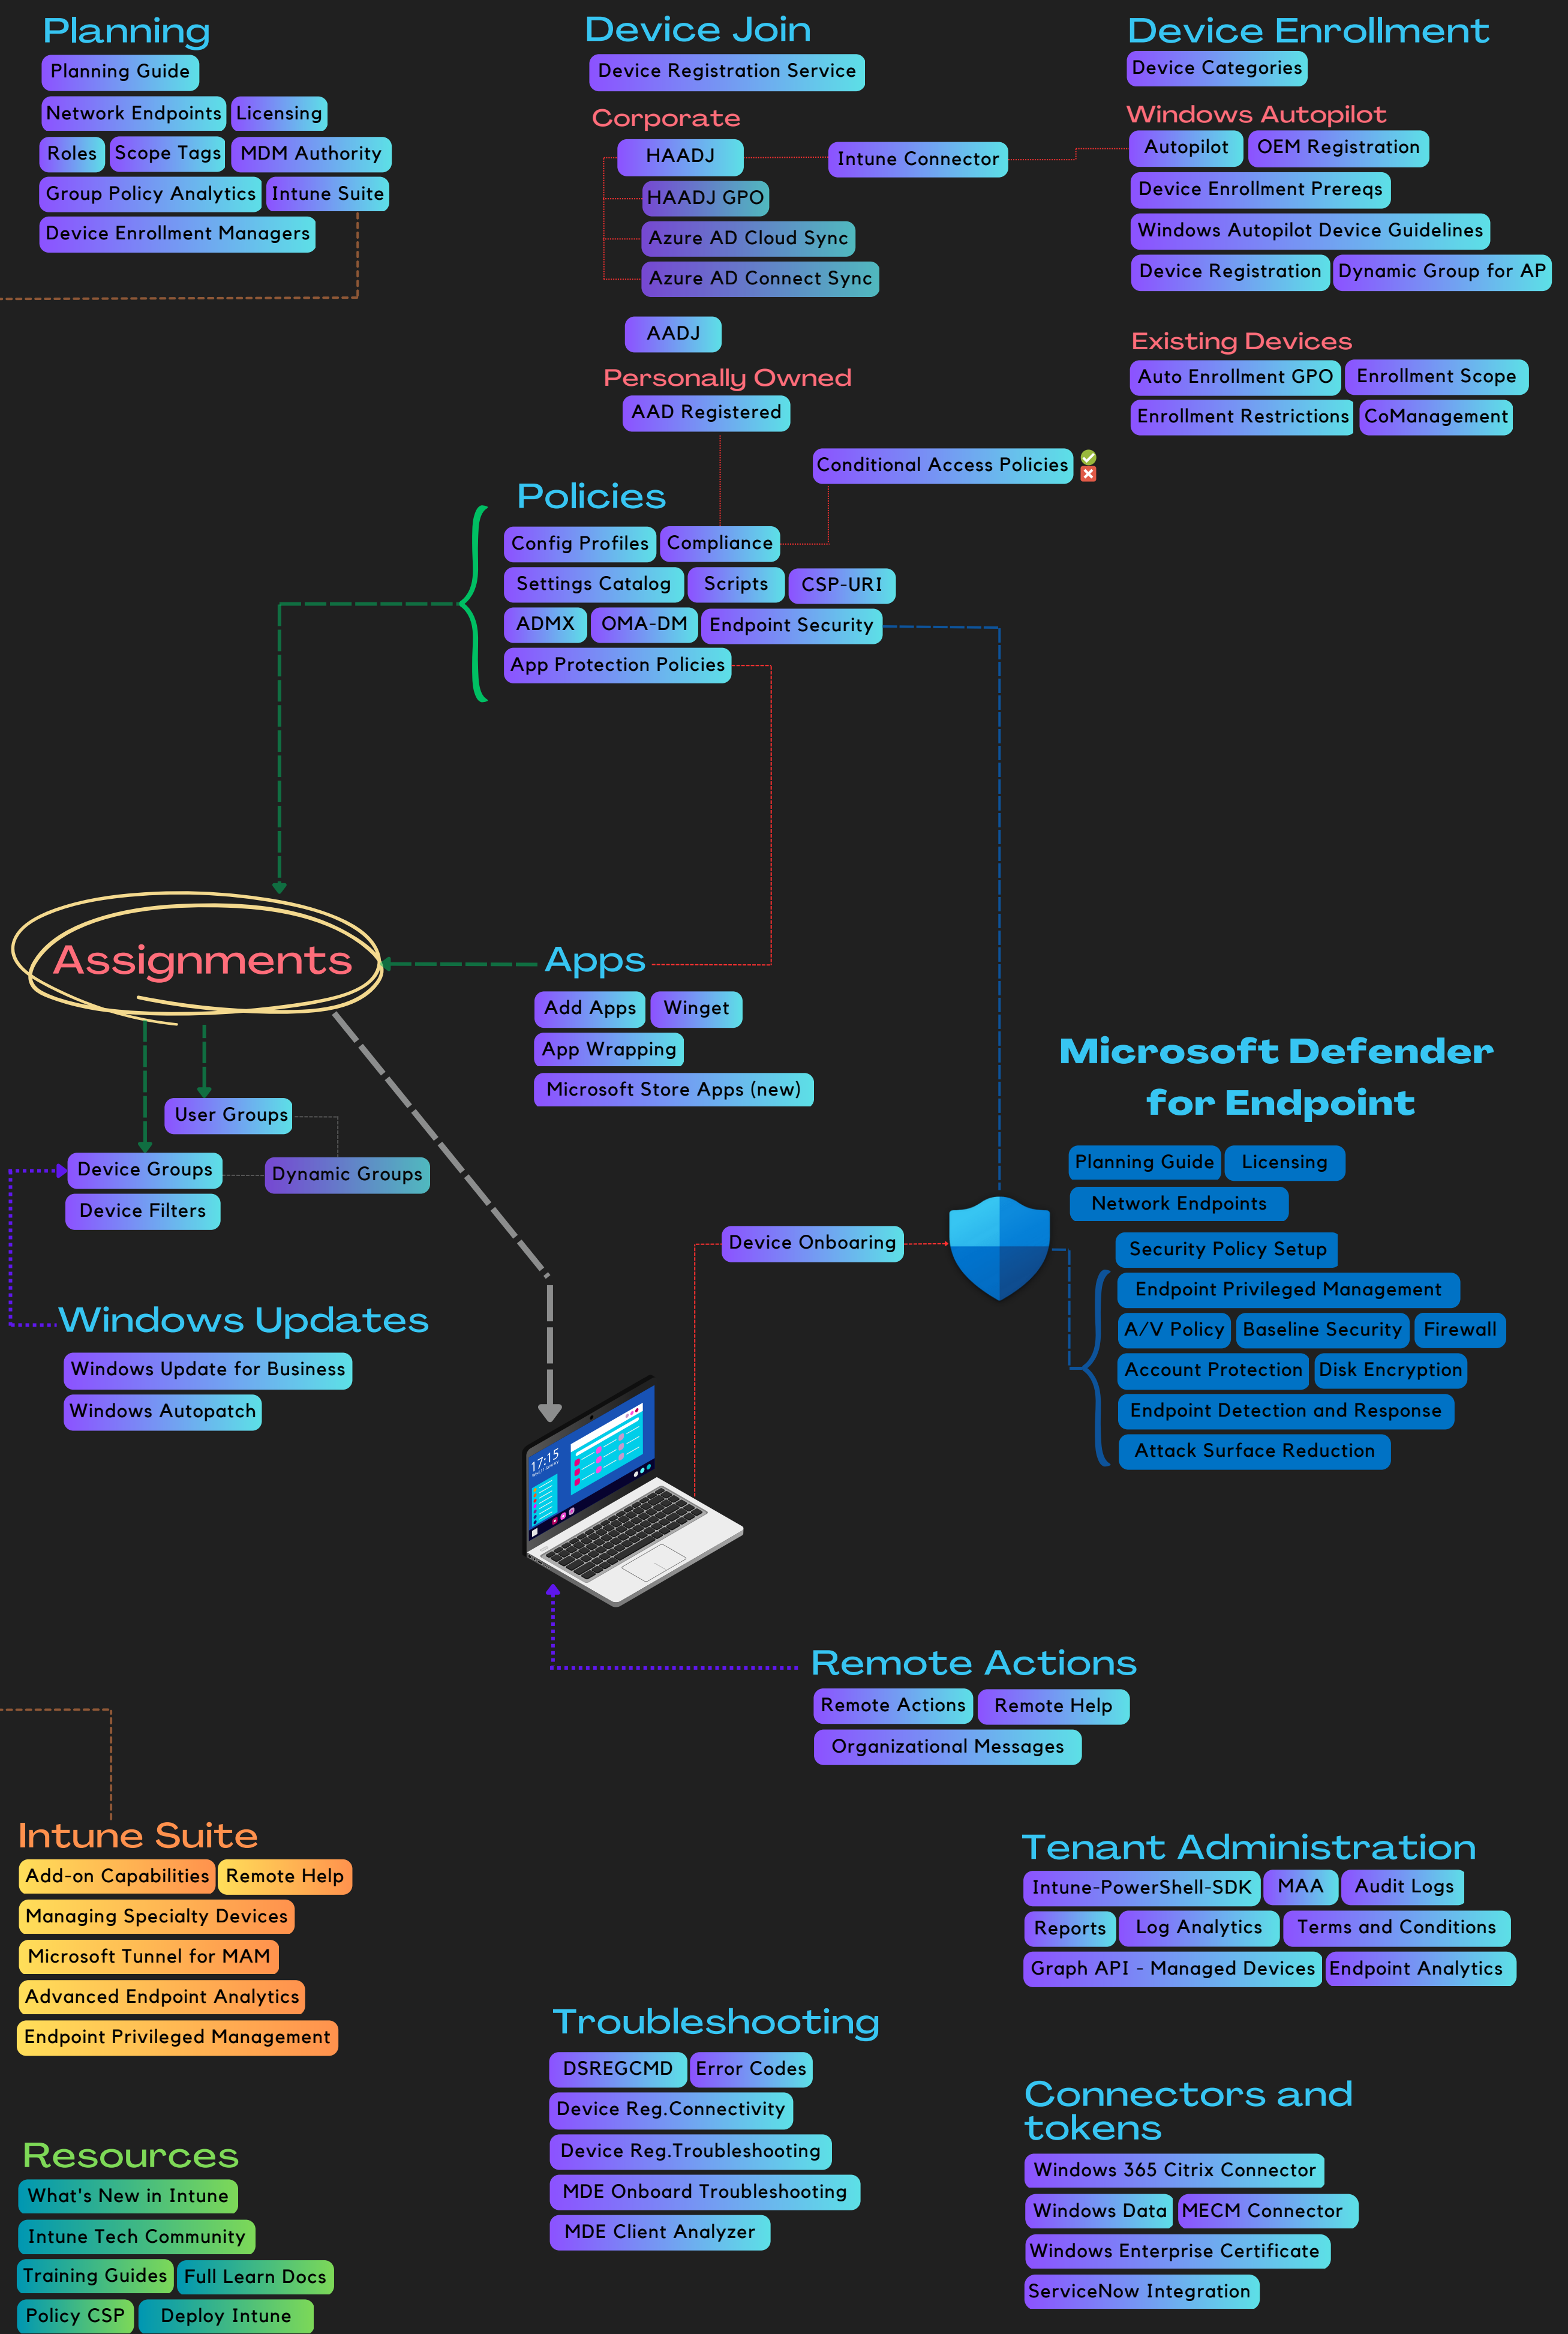 Planning
Planning Guide
Network Endpoints Licensing
Roles Scope Tags MDM Authority
Group Policy Analytics Intune Suite
Device Enrollment Managers
Device Join
Device Registration Service
Corporate
HAADJ Intune Connector
HAADJ GPO
Azure AD Cloud Sync
Azure AD Connect Sync
AADJ
Personally Owned
AAD Registered
Device Enrollment
Device Categories
Windows Autopilot
Autopilot OEM Registration
Device Enrollment Prereqs
Windows Autopilot Device Guidelines
Device Registration Dynamic Group for AP
Existing Devices
Auto Enrollment GPO Enrollment Scope
Enrollment Restrictions CoManagement
Conditional Access Policies
Policies
Config Profiles Compliance
Settings Catalog Scripts CSP-URI
ADMX OMA-DM Endpoint Security
App Protection Policies
Assignments
Apps
Add Apps Winget
App Wrapping
Microsoft Store Apps (new)
User Groups
Device Groups Dynamic Groups
Device Filters
Windows Updates
Windows Update for Business
Windows Autopatch
Microsoft Defender
for Endpoint
Planning Guide Licensing
Network Endpoints
Device Onboaring
Security Policy Setup
Endpoint Privileged Management
A/V Policy Baseline Security Firewall
Account Protection Disk Encryption
Endpoint Detection and Response
Attack Surface Reduction
17:15
Remote Actions
Remote Actions Remote Help
Organizational Messages
Intune Suite
Add-on Capabilities Remote Help
Managing Specialty Devices
Microsoft Tunnel for MAM
Advanced Endpoint Analytics
Endpoint Privileged Management
Tenant Administration
Intune-PowerShell-SDK MAA Audit Logs
Reports Log Analytics Terms and Conditions
Graph API - Managed Devices Endpoint Analytics
Troubleshooting
DSREGCMD Error Codes
Device Reg.Connectivity
Device Reg.Troubleshooting
MDE Onboard Troubleshooting
MDE Client Analyzer
Connectors and
tokens
Windows 365 Citrix Connector
Windows Data MECM Connector
Windows Enterprise Certificate
ServiceNow Integration
Resources
What's New in Intune
Intune Tech Community
Training Guides Full Learn Docs
Policy CSP Deploy Intune